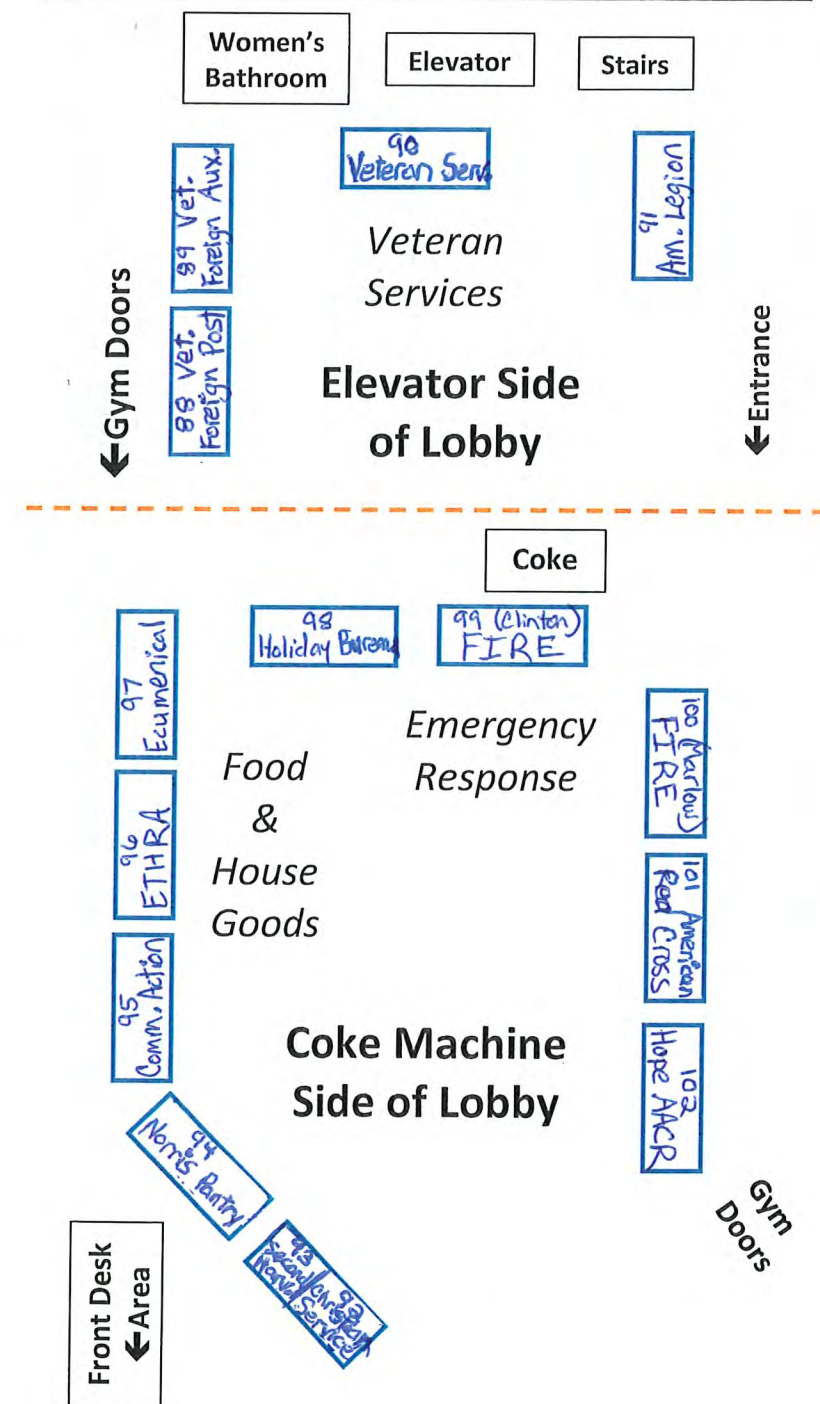 Women's
Bathroom
Elevator
Stairs
90
Veteran Serv
89 Vet.
Foreign Aux.
91
Am. Legion
Veteran
Services
88 Vet.
Foreign Post
←Gym Doors
Elevator Side
of Lobby
←Entrance
Coke
98
Holiday Bureau
99 (Clinton)
FIRE
97
Ecumenical
Emergency
Response
100 (Marlow)
FIRE
Food
&
House
Goods
96
ETHRA
101 American
Red Cross
95
Comm. Action
Coke Machine
Side of Lobby
102
Hope AACR
94
Norris Pantry
Gym
Doors
93 / 92
Second / Christian
Service
Front Desk
←Area